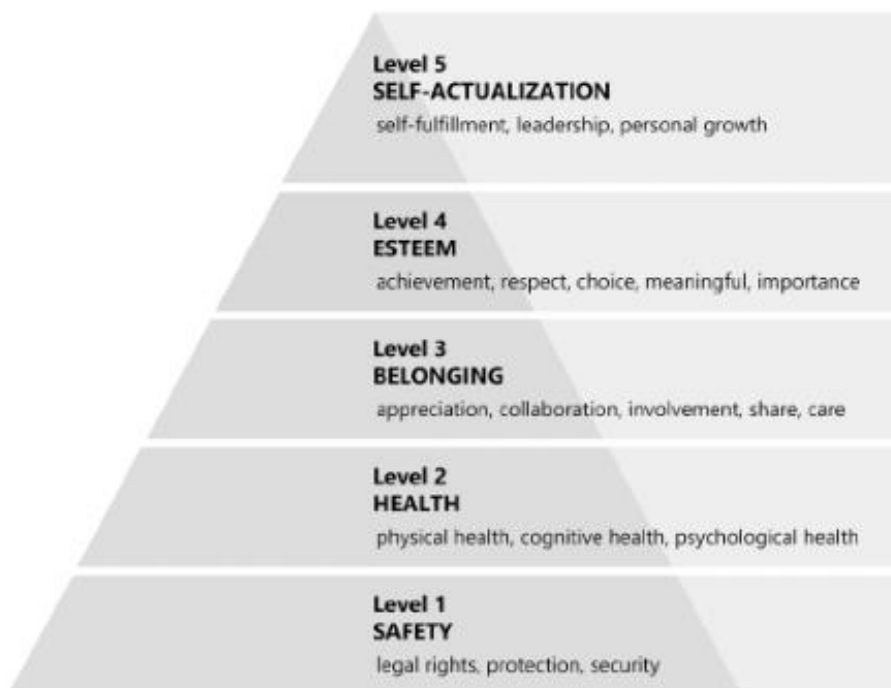 Level 5
SELF-ACTUALIZATION
self-fulfillment, leadership, personal growth
Level 4
ESTEEM
achievement, respect, choice, meaningful, importance
Level 3
BELONGING
appreciation, collaboration, involvement, share, care
Level 2
HEALTH
physical health, cognitive health, psychological health
Level 1
SAFETY
legal rights, protection, security